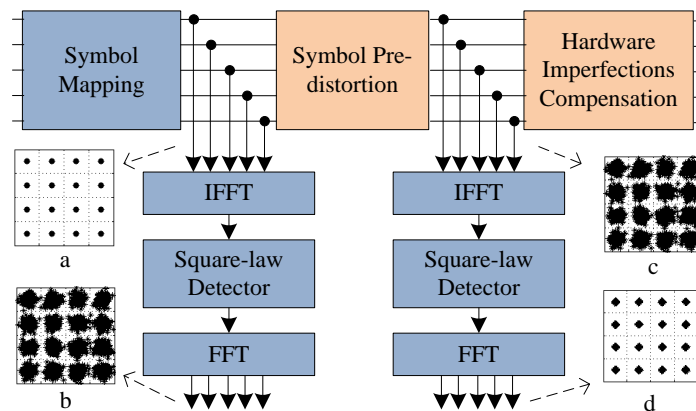 Symbol
Mapping
Symbol Pre-
distortion
Hardware
Imperfections
Compensation
IFFT
IFFT
a
c
Square-law
Detector
Square-law
Detector
FFT
FFT
b
d